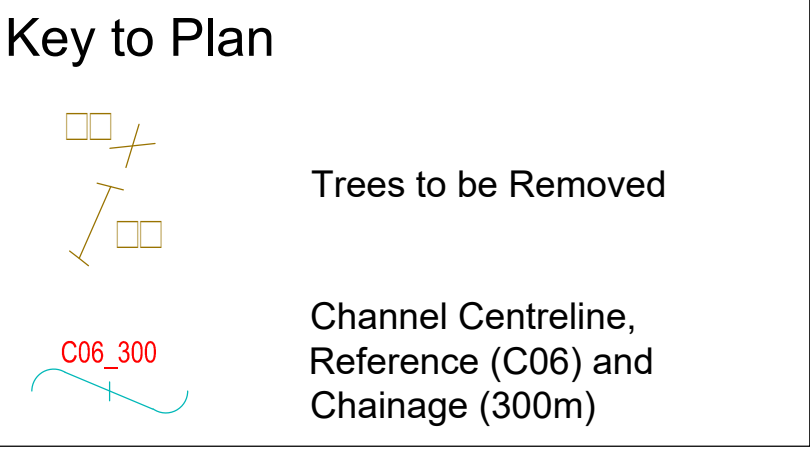 Key to Plan
Trees to be Removed
C06_300
Channel Centreline,
Reference (C06) and
Chainage (300m)